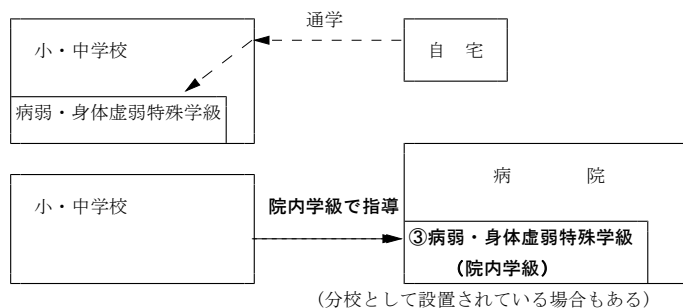 通学
小・中学校
自 宅
病弱・身体虚弱特殊学級
病 院
小・中学校
院内学級で指導
③病弱・身体虚弱特殊学級
(院内学級)
(分校として設置されている場合もある)